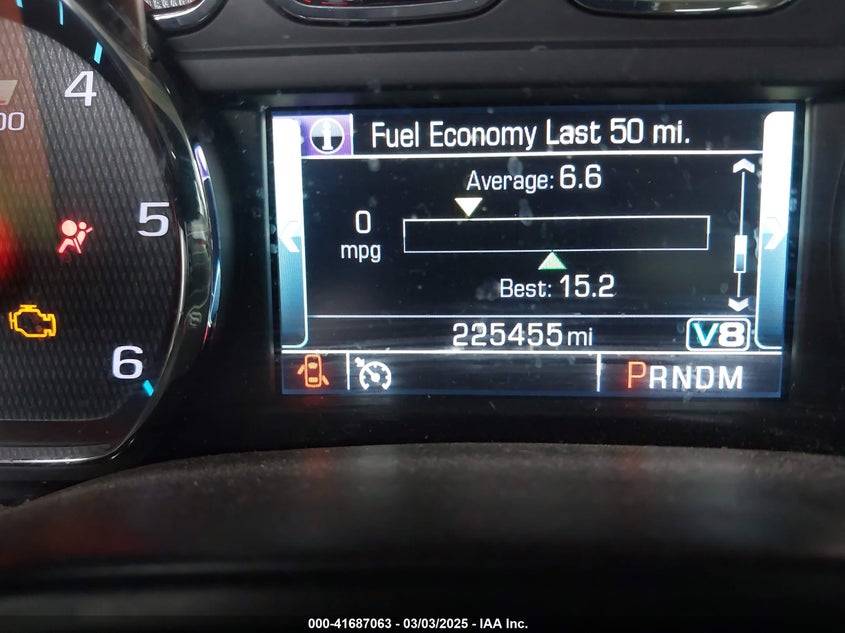 4
00
5
6
Fuel Economy Last 50 mi.
Average: 6.6
0
mpg
Best: 15.2
225455 mi V8
PRNDM
000-41687063 - 03/03/2025 - IAA Inc.